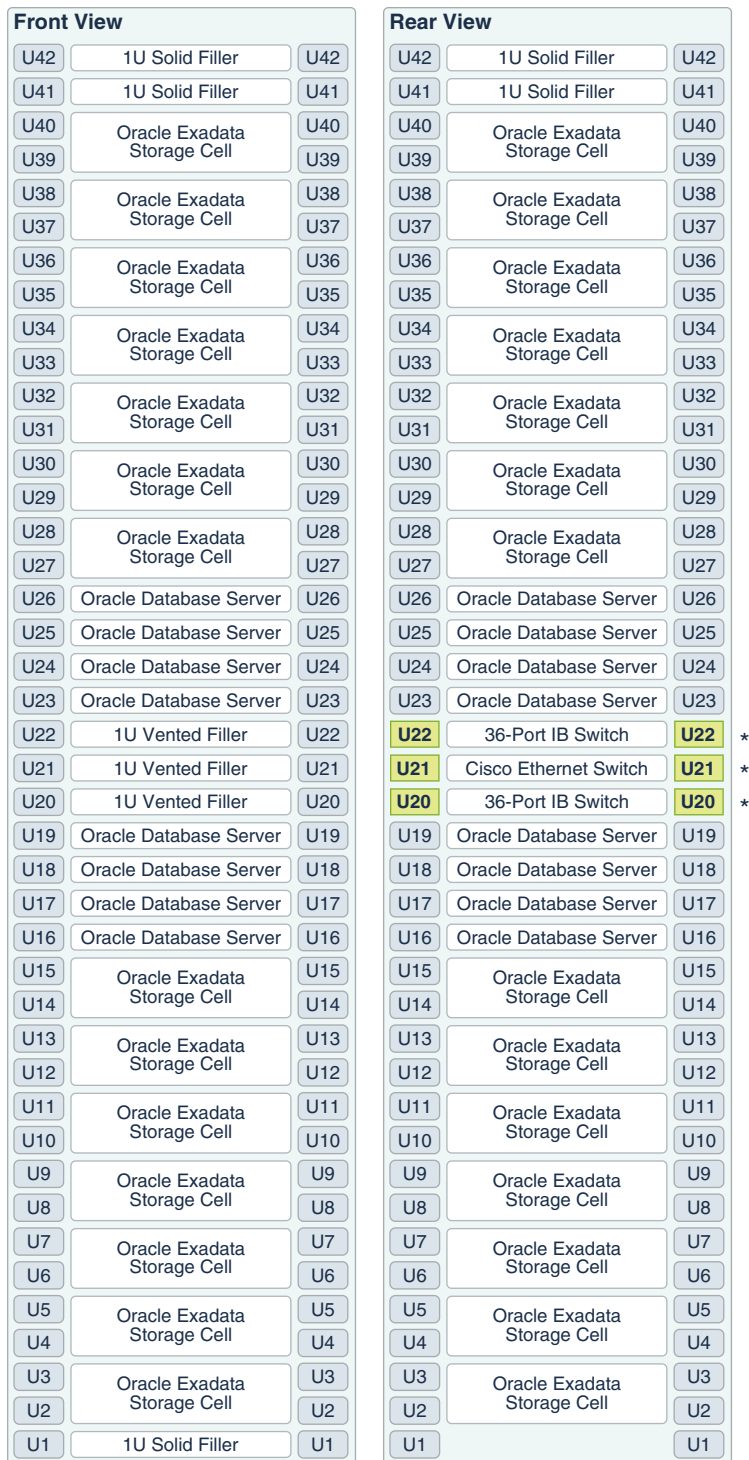 Front View
U42 1U Solid Filler U42
U41 1U Solid Filler U41
U40 Oracle Exadata U40
U39 Storage Cell U39
U38 Oracle Exadata U38
U37 Storage Cell U37
U36 Oracle Exadata U36
U35 Storage Cell U35
U34 Oracle Exadata U34
U33 Storage Cell U33
U32 Oracle Exadata U32
U31 Storage Cell U31
U30 Oracle Exadata U30
U29 Storage Cell U29
U28 Oracle Exadata U28
U27 Storage Cell U27
U26 Oracle Database Server U26
U25 Oracle Database Server U25
U24 Oracle Database Server U24
U23 Oracle Database Server U23
U22 1U Vented Filler U22
U21 1U Vented Filler U21
U20 1U Vented Filler U20
U19 Oracle Database Server U19
U18 Oracle Database Server U18
U17 Oracle Database Server U17
U16 Oracle Database Server U16
U15 Oracle Exadata U15
U14 Storage Cell U14
U13 Oracle Exadata U13
U12 Storage Cell U12
U11 Oracle Exadata U11
U10 Storage Cell U10
U9 Oracle Exadata U9
U8 Storage Cell U8
U7 Oracle Exadata U7
U6 Storage Cell U6
U5 Oracle Exadata U5
U4 Storage Cell U4
U3 Oracle Exadata U3
U2 Storage Cell U2
U1 1U Solid Filler U1
Rear View
U42 1U Solid Filler U42
U41 1U Solid Filler U41
U40 Oracle Exadata U40
U39 Storage Cell U39
U38 Oracle Exadata U38
U37 Storage Cell U37
U36 Oracle Exadata U36
U35 Storage Cell U35
U34 Oracle Exadata U34
U33 Storage Cell U33
U32 Oracle Exadata U32
U31 Storage Cell U31
U30 Oracle Exadata U30
U29 Storage Cell U29
U28 Oracle Exadata U28
U27 Storage Cell U27
U26 Oracle Database Server U26
U25 Oracle Database Server U25
U24 Oracle Database Server U24
U23 Oracle Database Server U23
U22 36-Port IB Switch U22 *
U21 Cisco Ethernet Switch U21 *
U20 36-Port IB Switch U20 *
U19 Oracle Database Server U19
U18 Oracle Database Server U18
U17 Oracle Database Server U17
U16 Oracle Database Server U16
U15 Oracle Exadata U15
U14 Storage Cell U14
U13 Oracle Exadata U13
U12 Storage Cell U12
U11 Oracle Exadata U11
U10 Storage Cell U10
U9 Oracle Exadata U9
U8 Storage Cell U8
U7 Oracle Exadata U7
U6 Storage Cell U6
U5 Oracle Exadata U5
U4 Storage Cell U4
U3 Oracle Exadata U3
U2 Storage Cell U2
U1 U1